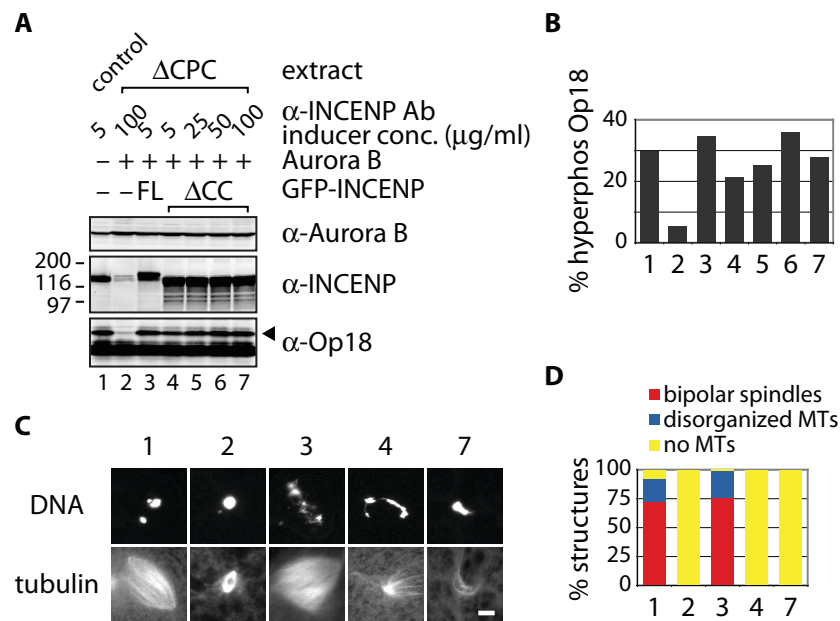 A
control
ΔCPC
extract
5 100 5 5 25 50 100
α-INCENP Ab
inducer conc. (μg/ml)
– + + + + + + Aurora B
– – FL ΔCC GFP-INCENP
α-Aurora B
200
116
97
α-INCENP
α-Op18
1 2 3 4 5 6 7
B
% hyperphos Op18
40
20
0
1 2 3 4 5 6 7
C
1 2 3 4 7
DNA
tubulin
D
bipolar spindles
disorganized MTs
no MTs
% structures
100
75
50
25
0
1 2 3 4 7